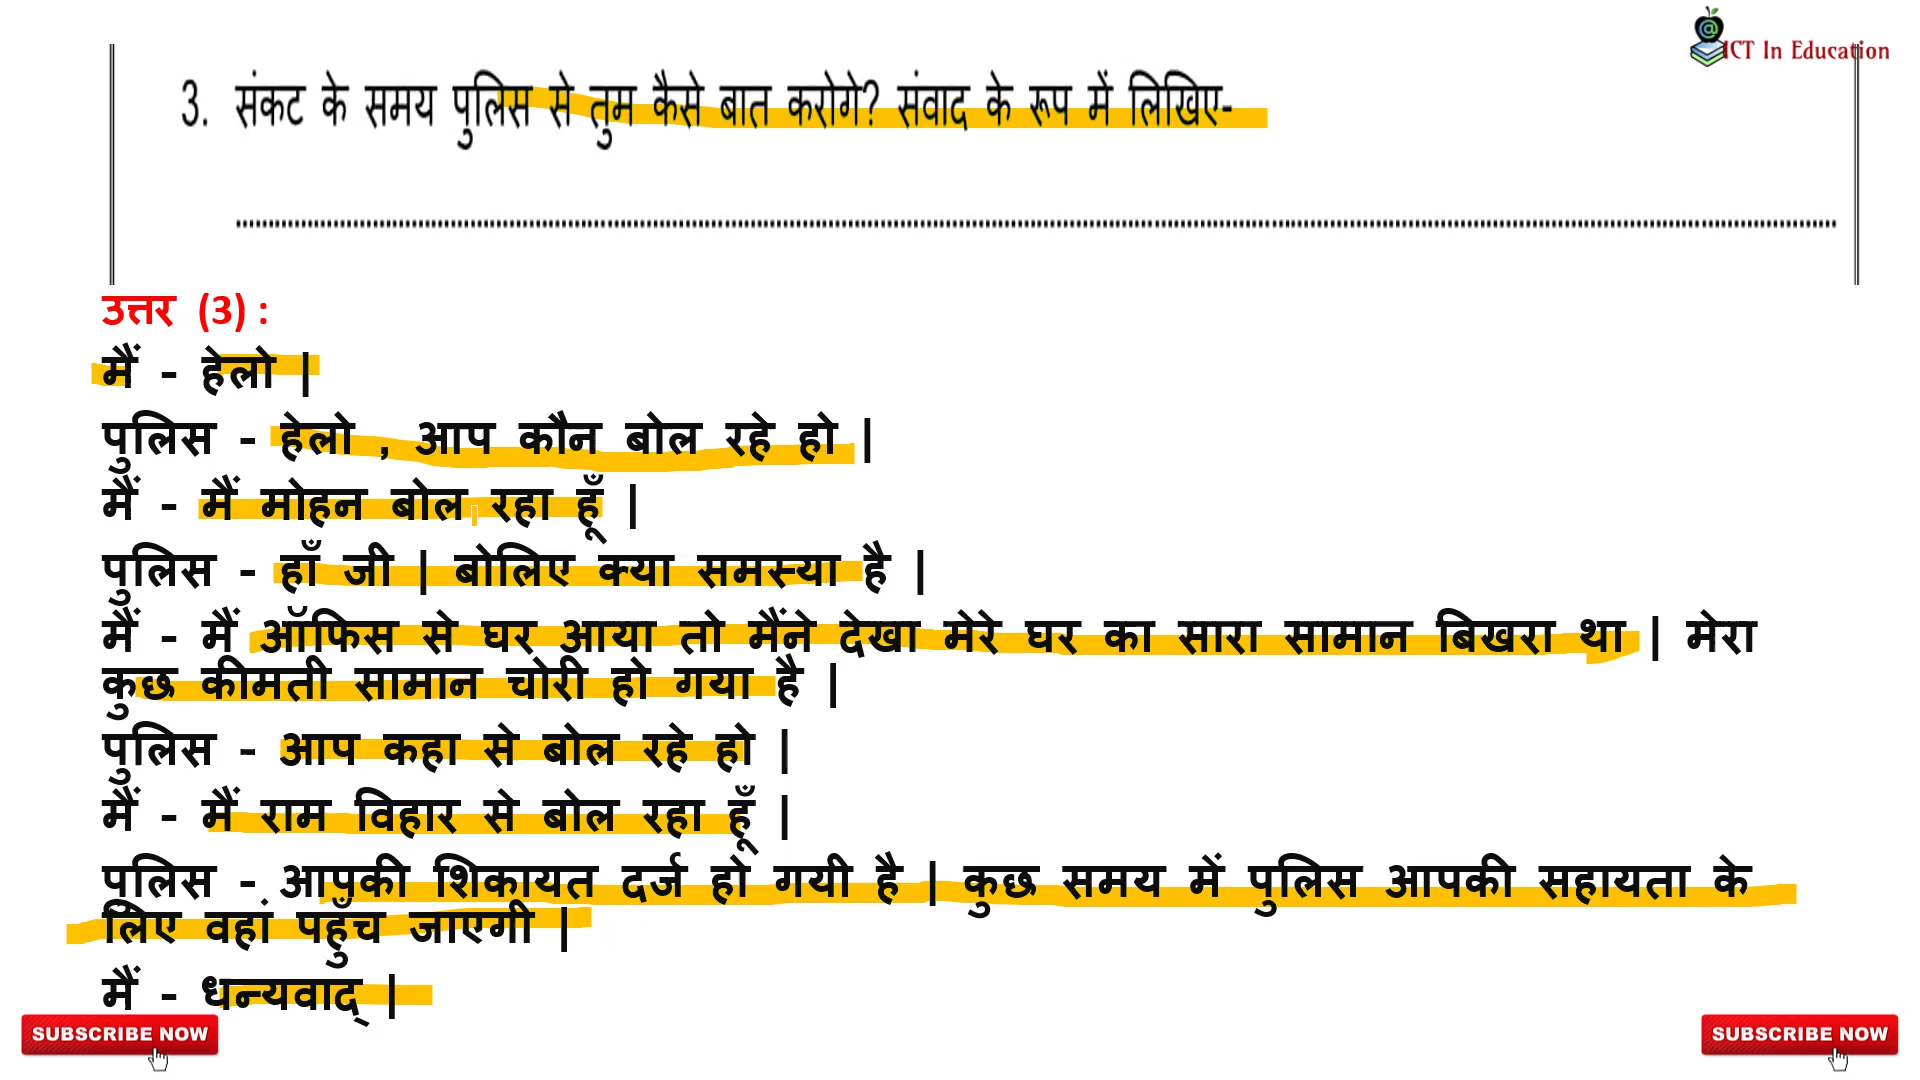 ICT In Education
3. संकट के समय पुलिस से तुम कैसे बात करोगे? संवाद के रूप में लिखिए-
उत्तर (3) :
मैं - हेलो |
पुलिस - हेलो , आप कौन बोल रहे हो |
मैं - मैं मोहन बोल रहा हूँ |
पुलिस - हाँ जी | बोलिए क्या समस्या है |
मैं - मैं ऑफिस से घर आया तो मैंने देखा मेरे घर का सारा सामान बिखरा था | मेरा
कुछ कीमती सामान चोरी हो गया है |
पुलिस - आप कहा से बोल रहे हो |
मैं - मैं राम विहार से बोल रहा हूँ |
पुलिस - आपकी शिकायत दर्ज हो गयी है | कुछ समय में पुलिस आपकी सहायता के
लिए वहां पहुँच जाएगी |
मैं - धन्यवाद् |
SUBSCRIBE NOW
SUBSCRIBE NOW